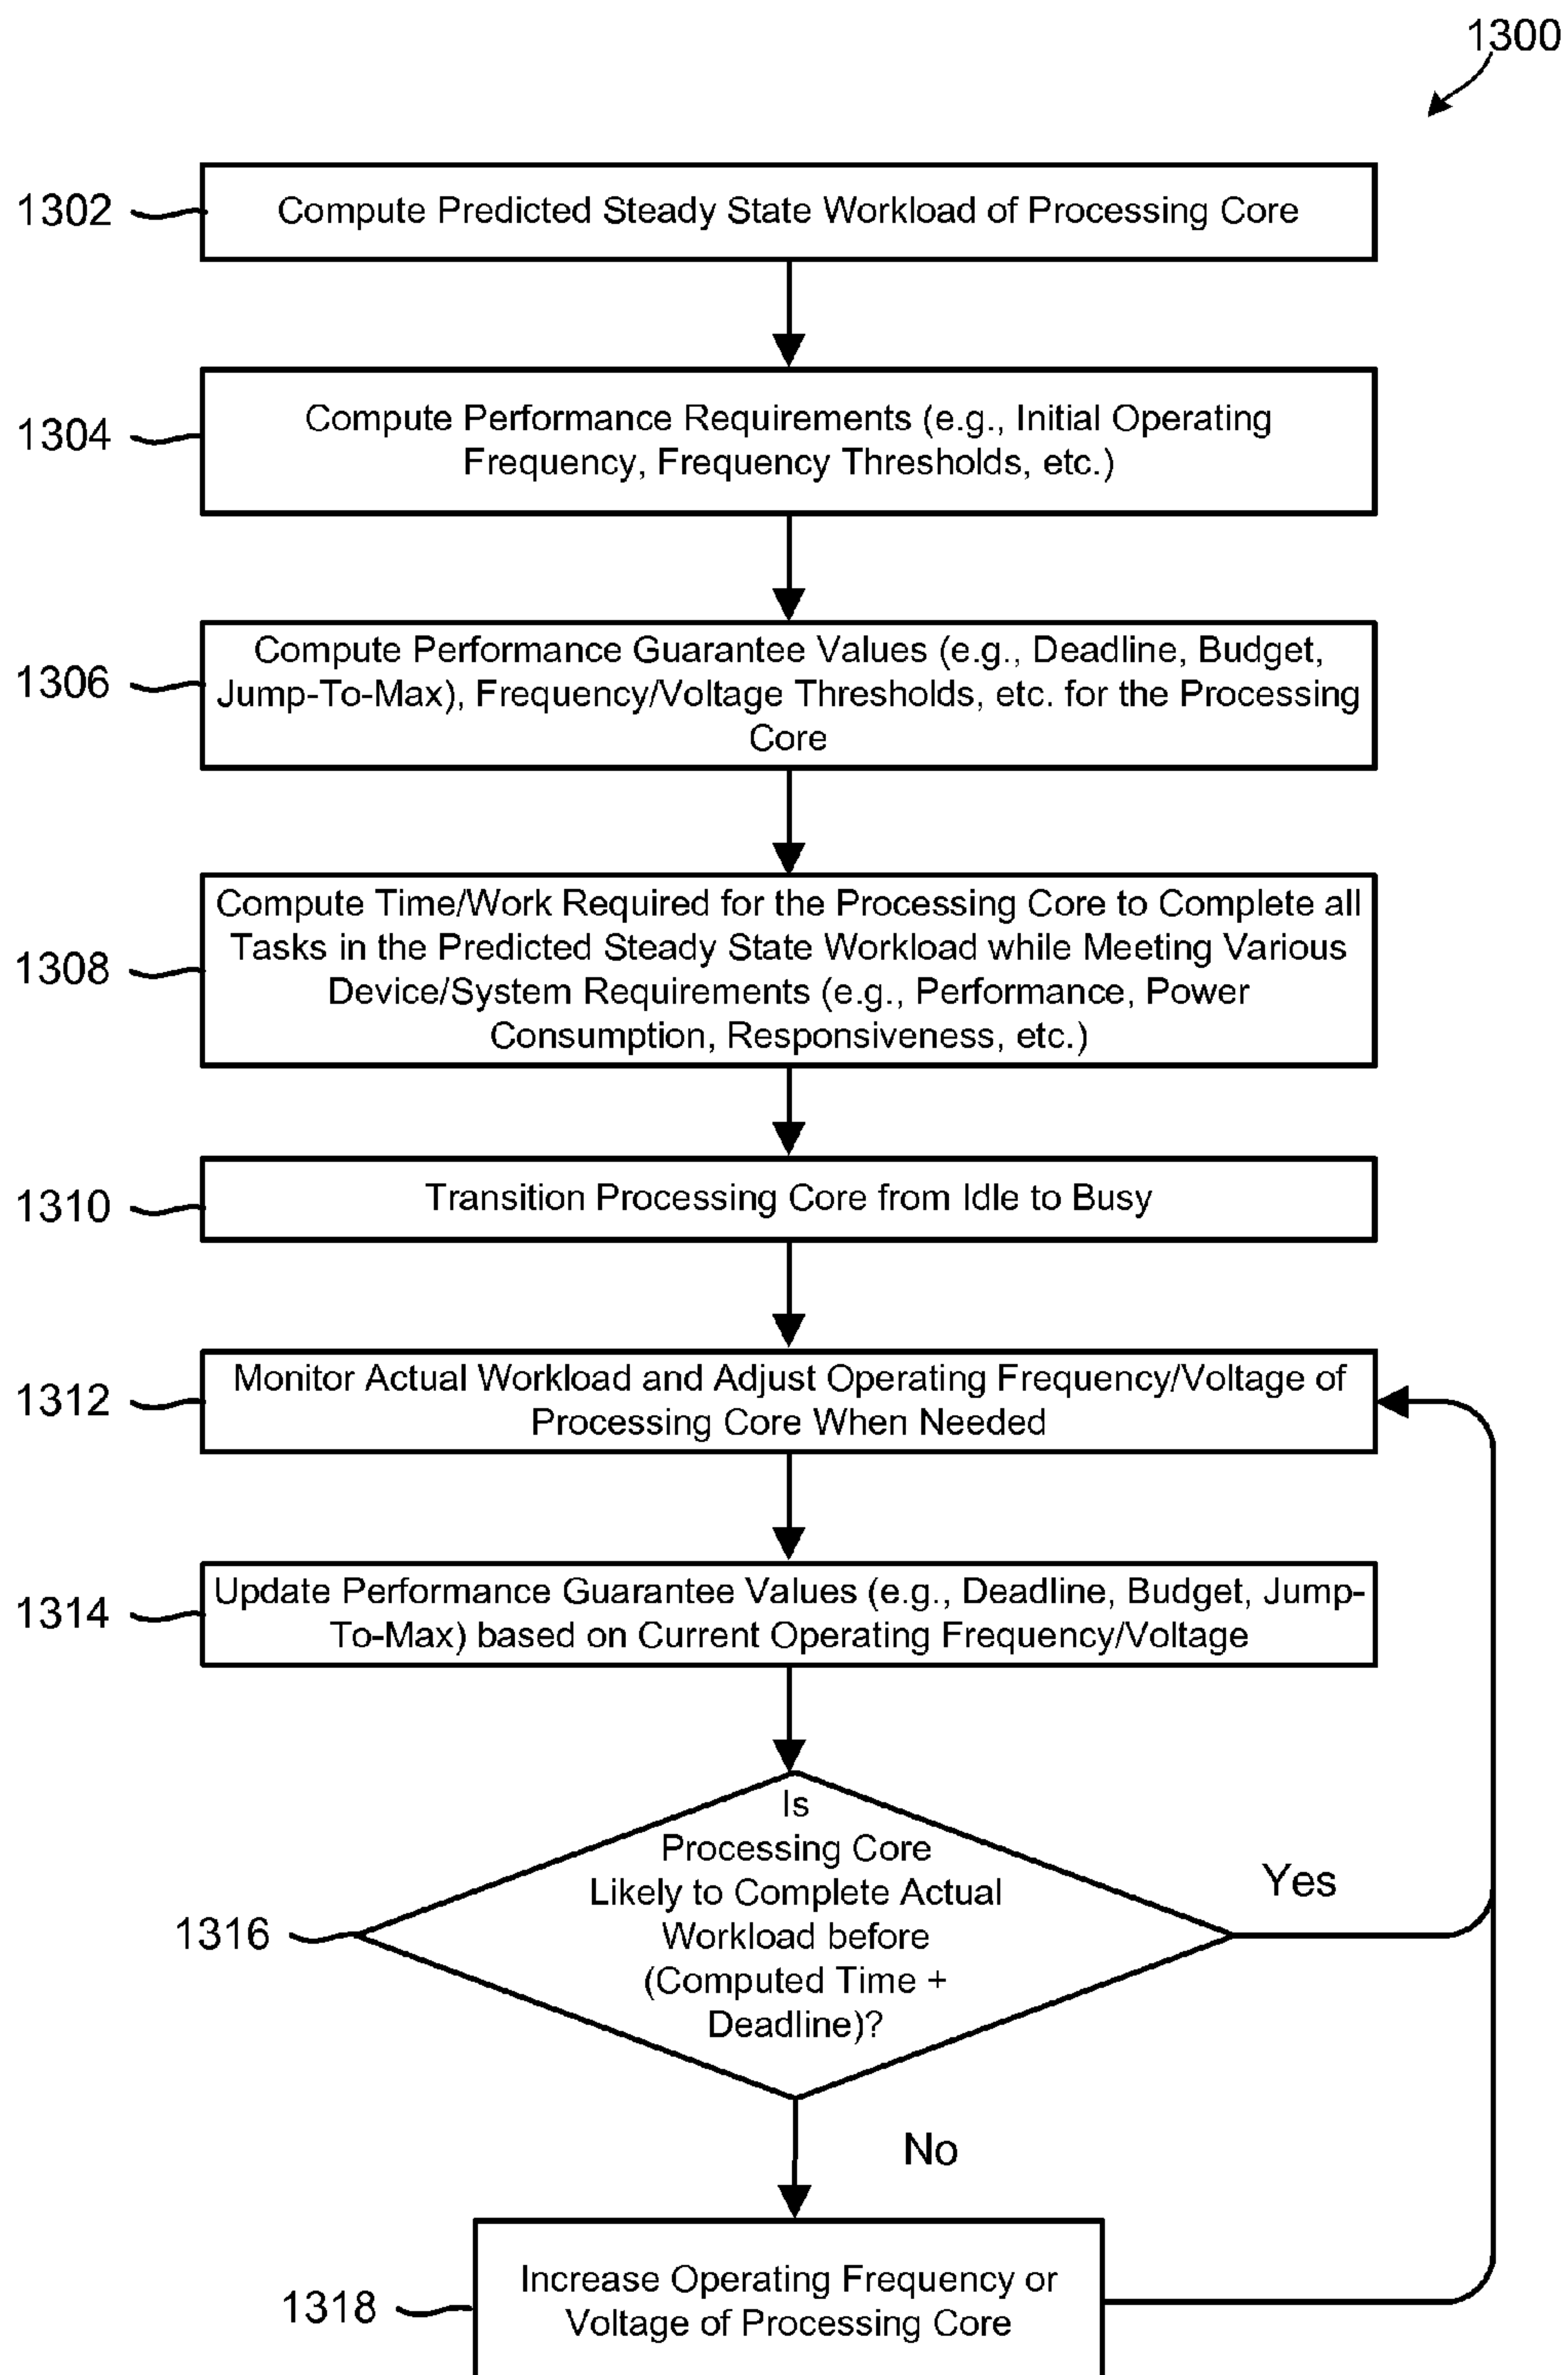 1300
1302
Compute Predicted Steady State Workload of Processing Core
1304
Compute Performance Requirements (e.g., Initial Operating
Frequency, Frequency Thresholds, etc.)
1306
Compute Performance Guarantee Values (e.g., Deadline, Budget,
Jump-To-Max), Frequency/Voltage Thresholds, etc. for the Processing
Core
1308
Compute Time/Work Required for the Processing Core to Complete all
Tasks in the Predicted Steady State Workload while Meeting Various
Device/System Requirements (e.g., Performance, Power
Consumption, Responsiveness, etc.)
1310
Transition Processing Core from Idle to Busy
1312
Monitor Actual Workload and Adjust Operating Frequency/Voltage of
Processing Core When Needed
1314
Update Performance Guarantee Values (e.g., Deadline, Budget, Jump-
To-Max) based on Current Operating Frequency/Voltage
1316
Is
Processing Core
Likely to Complete Actual
Workload before
(Computed Time +
Deadline)?
Yes
No
1318
Increase Operating Frequency or
Voltage of Processing Core